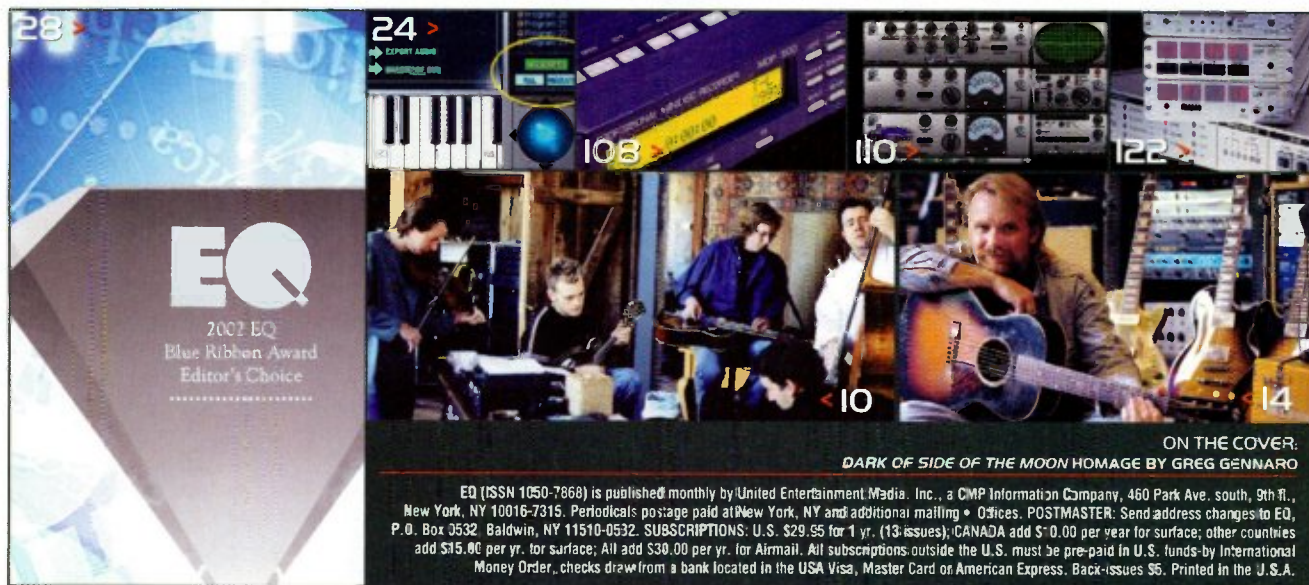 28 >
24 >
EXPORT AUDIO
108 >
110 >
122 >
EQ
2002 EQ
Blue Ribbon Award
Editor's Choice
< 10
< 14
ON THE COVER:
DARK OF SIDE OF THE MOON HOMAGE BY GREG GENNARO
EQ (ISSN 1050-7868) is published monthly by United Entertainment Media. Inc., a CMP Information Company, 460 Park Ave. south, 9th fl.,
New York, NY 10016-7315. Periodicals postage paid at New York, NY and additional mailing • Offices. POSTMASTER: Send address changes to EQ,
P.O. Box 0532 Baldwin, NY 11510-0532. SUBSCRIPTIONS: U.S. $29.95 for 1 yr. (13 issues); CANADA add $10.00 per year for surface; other countries
add $15.00 per yr. for surface; All add $30.00 per yr. for Airmail. All subscriptions outside the U.S. must be pre-paid in U.S. funds-by International
Money Order, checks draw from a bank located in the USA Visa, Master Card or American Express. Back-issues $5. Printed in the U.S.A.